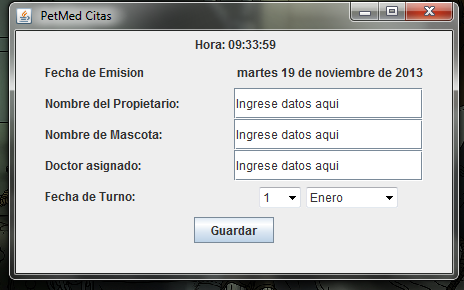 PetMed Citas
Hora: 09:33:59
Fecha de Emision martes 19 de noviembre de 2013
Nombre del Propietario: Ingrese datos aqui
Nombre de Mascota: Ingrese datos aqui
Doctor asignado: Ingrese datos aqui
Fecha de Turno: 1 Enero
Guardar